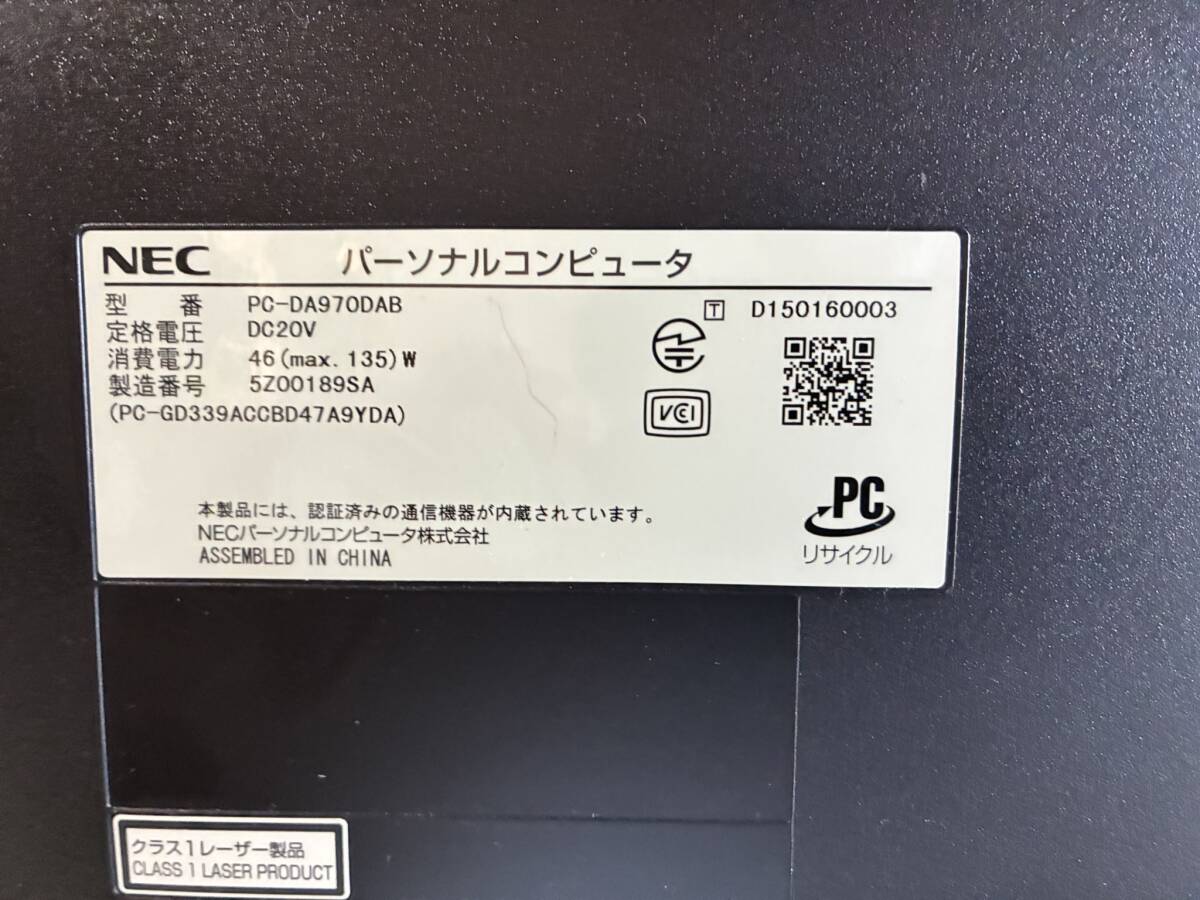 NEC パーソナルコンピュータ
型 番 PC-DA970DAB
定格電圧 DC20V
消費電力 46(max. 135)W
製造番号 5Z00189SA
(PC-GD339ACCBD47A9YDA)
T D150160003
VCI
本製品には、認証済みの通信機器が内蔵されています。
NECパーソナルコンピュータ株式会社
ASSEMBLED IN CHINA
PC
リサイクル
クラス1レーザー製品
CLASS 1 LASER PRODUCT